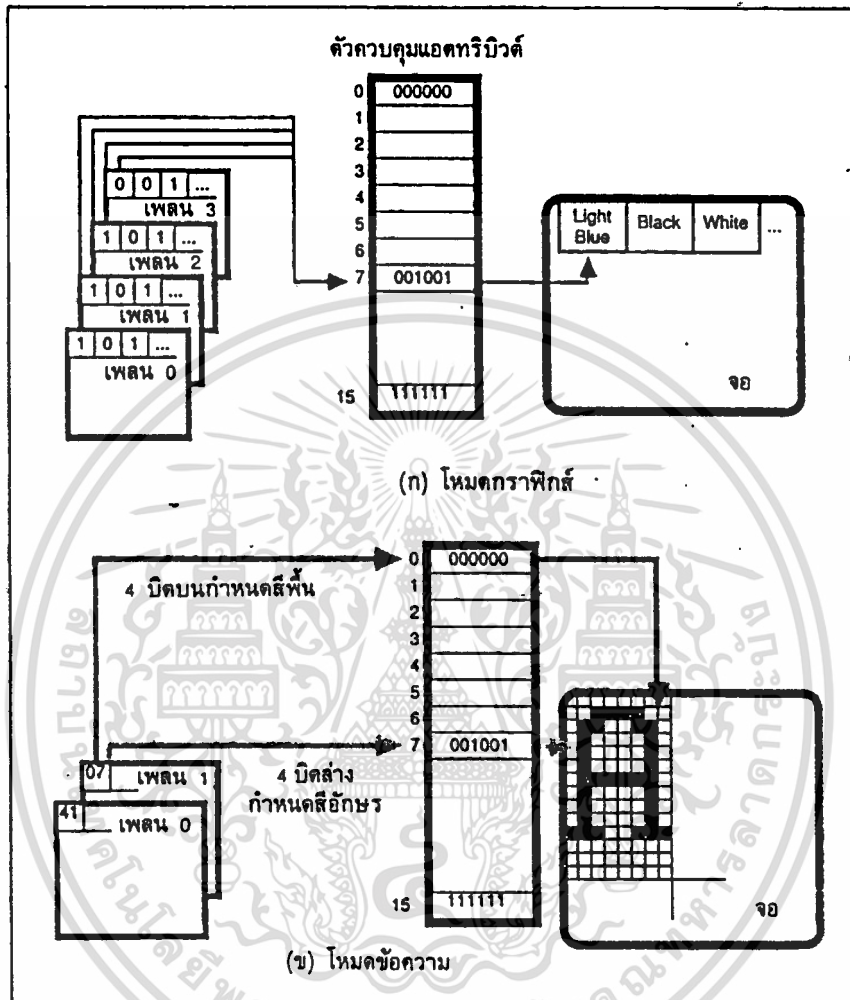 ตัวควบคุมแอตทริบิวต์
0 000000
1
2
3
4
5
6
7 001001
15 111111
0 0 1 ...
เพลน 3
1 0 1 ...
เพลน 2
1 0 1 ...
เพลน 1
1 0 1 ...
เพลน 0
Light Blue Black White ...
จอ
(ก) โหมดกราฟิกส์
4 บิตบนกำหนดสีพื้น
0 000000
1
2
3
4
5
6
7 001001
15 111111
07 เพลน 1
41 เพลน 0
4 บิตล่าง
กำหนดสีอักษร
จอ
(ข) โหมดข้อความ